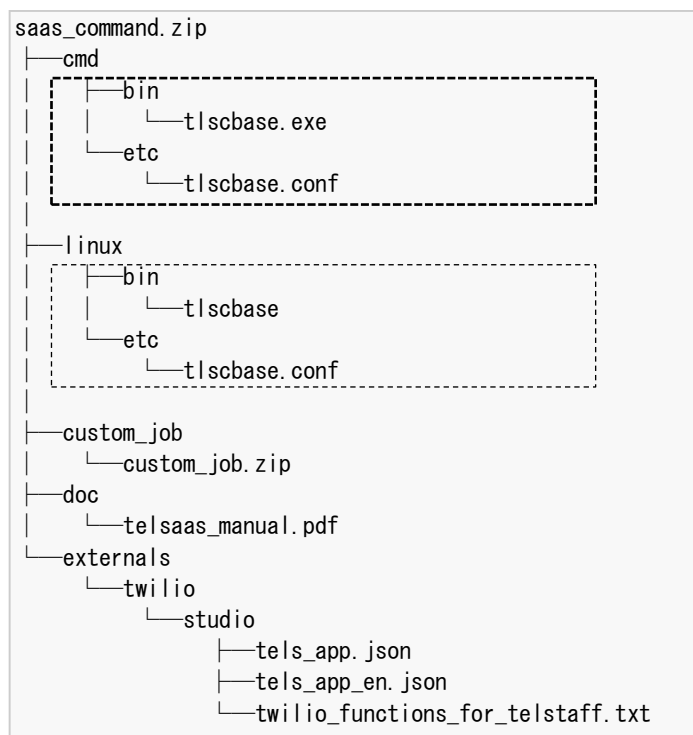 saas_command.zip
├──cmd
│   ├──bin
│   │   └──tlscbase.exe
│   └──etc
│       └──tlscbase.conf
│
├──linux
│   ├──bin
│   │   └──tlscbase
│   └──etc
│       └──tlscbase.conf
│
├──custom_job
│   └──custom_job.zip
├──doc
│   └──telsaas_manual.pdf
└──externals
    └──twilio
        └──studio
            ├──tels_app.json
            ├──tels_app_en.json
            └──twilio_functions_for_telstaff.txt